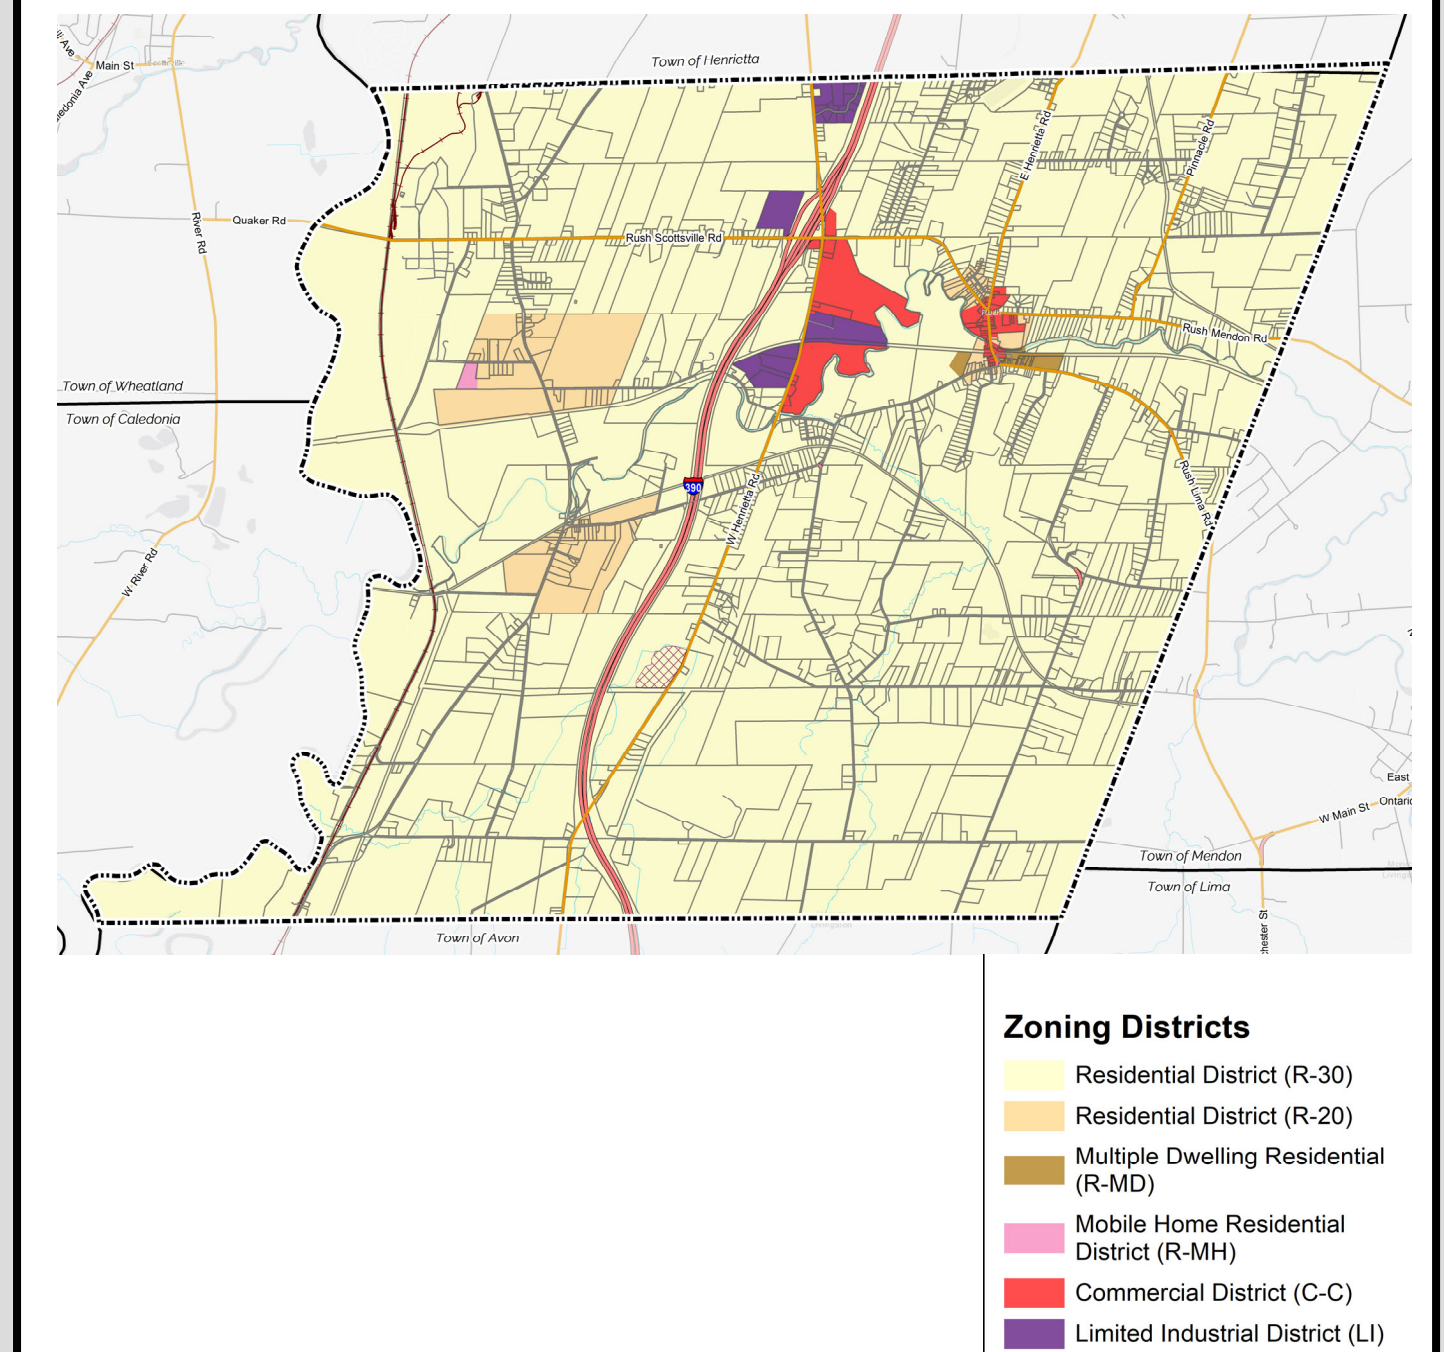 Town of Henrietta
Main St
E Henrietta Rd
Pinnacle Rd
Quaker Rd
River Rd
Rush Scottsville Rd
Rush
Rush Mendon Rd
Town of Wheatland
Town of Caledonia
390
W Henrietta Rd
Rush Lima Rd
W River Rd
East
W Main St
Town of Mendon
Town of Lima
Town of Avon
Livingston
Zoning Districts
Residential District (R-30)
Residential District (R-20)
Multiple Dwelling Residential
(R-MD)
Mobile Home Residential
District (R-MH)
Commercial District (C-C)
Limited Industrial District (LI)